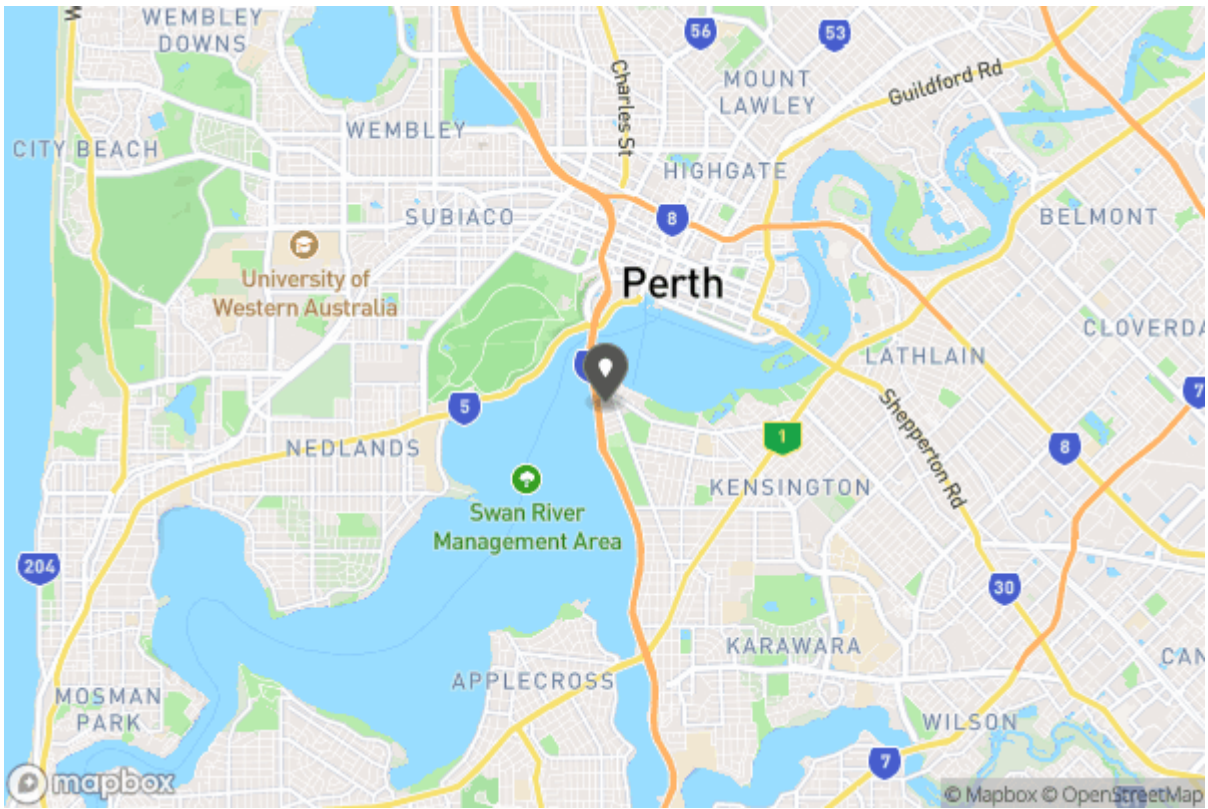 WEMBLEY
DOWNS
56
53
Charles St
MOUNT
LAWLEY
Guildford Rd
WEMBLEY
CITY BEACH
HIGHGATE
SUBIACO
8
BELMONT
University of
Western Australia
Perth
CLOVERDA
LATHLAIN
5
Shepperton Rd
7
NEDLANDS
1
8
KENSINGTON
Swan River
Management Area
204
30
KARAWARA
CAN
APPLECROSS
MOSMAN
PARK
WILSON
7
mapbox
© Mapbox © OpenStreetMap